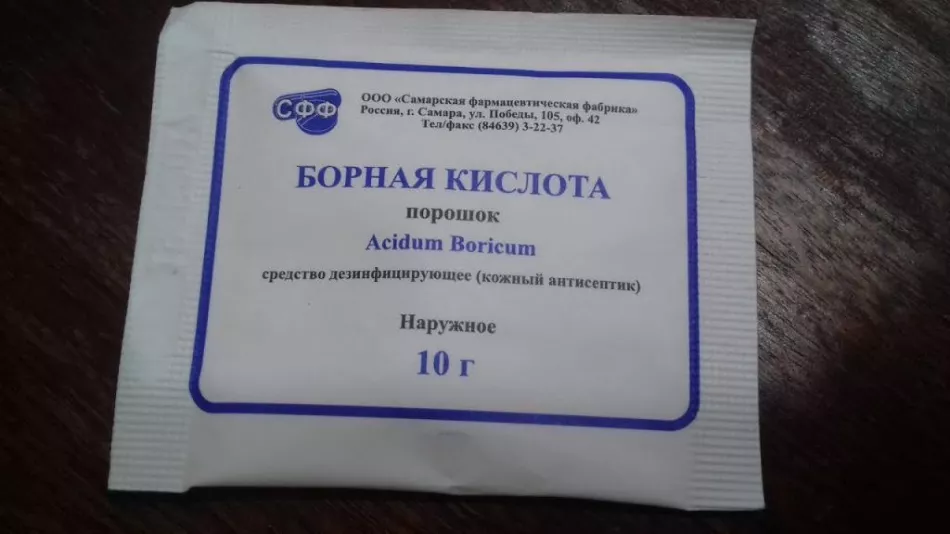 СФФ
ООО «Самарская фармацевтическая фабрика»
Россия, г. Самара, ул. Победы, 105, оф. 42
Тел/факс (84639) 3-22-37
БОРНАЯ КИСЛОТА
порошок
Acidum Boricum
средство дезинфицирующее (кожный антисептик)
Наружное
10 г